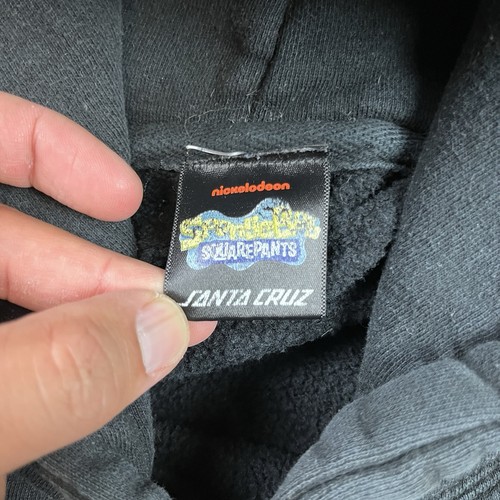 nickelodeon
SpongeBob
SQUAREPANTS
SANTA CRUZ